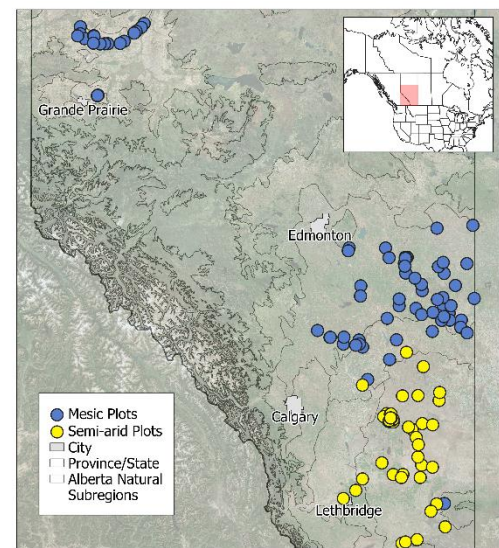 Grande Prairie
Edmonton
Calgary
Lethbridge
Mesic Plots
Semi-arid Plots
City
Province/State
Alberta Natural
Subregions